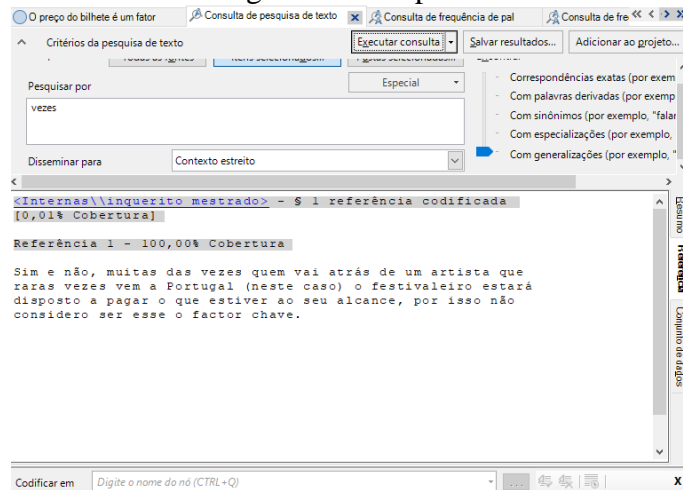 O preço do bilhete é um fator
Consulta de pesquisa de texto
Consulta de frequência de pal
Consulta de fre
Critérios da pesquisa de texto
Executar consulta
Salvar resultados...
Adicionar ao projeto...
Pesquisar por
Especial
vezes
Disseminar para
Contexto estreito
Correspondências exatas (por exem
Com palavras derivadas (por exemp
Com sinônimos (por exemplo, "falar
Com especializações (por exemplo,
Com generalizações (por exemplo, "
<Internas\\inquerito mestrado> - § 1 referência codificada
[0,01% Cobertura]
Referência 1 - 100,00% Cobertura
Sim e não, muitas das vezes quem vai atrás de um artista que
raras vezes vem a Portugal (neste caso) o festivaleiro estará
disposto a pagar o que estiver ao seu alcance, por isso não
considero ser esse o factor chave.
Resumo
Referência
Conjunto de dados
Codificar em
Digite o nome do nó (CTRL+Q)
...
X